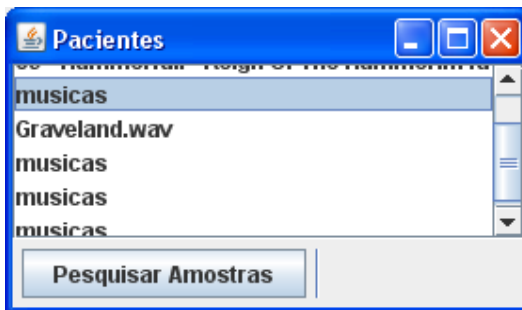 Pacientes
musicas
Graveland.wav
musicas
musicas
musicas
Pesquisar Amostras